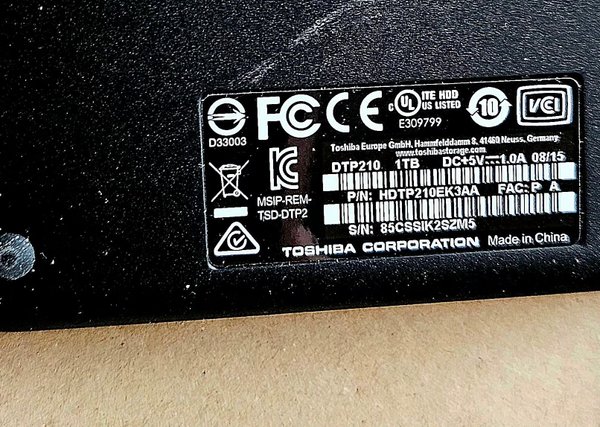 D33003
FC CE c UL US ITE HDD LISTED
E309799
10
VCI
Toshiba Europe GmbH, Hammfelddamm 8, 41460 Neuss, Germany
www.toshibastorage.com
DTP210 1TB DC+5V⎓1.0A 08/15
P/N: HDTP210EK3AA FAC: P A
MSIP-REM-
TSD-DTP2
S/N: 85CSSIK2SZM5
TOSHIBA CORPORATION Made in China